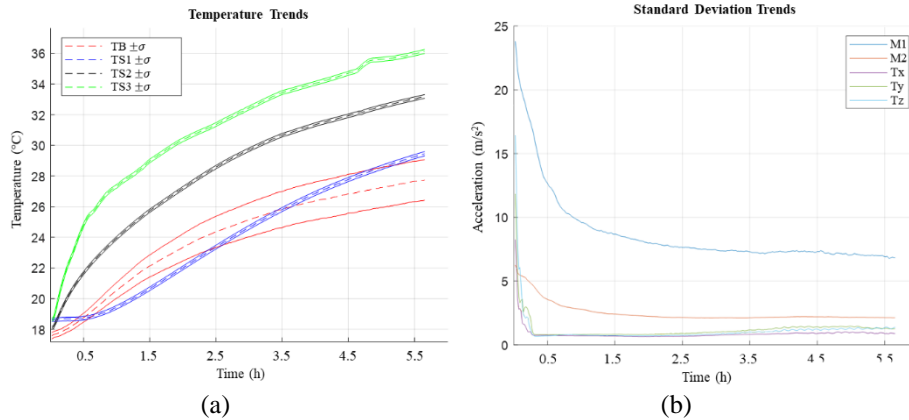 Temperature Trends
36
34
32
30
28
26
24
22
20
18
Temperature (°C)
TB ±σ
TS1 ±σ
TS2 ±σ
TS3 ±σ
0.5 1.5 2.5 3.5 4.5 5.5
Time (h)
(a)
Standard Deviation Trends
25
20
15
10
5
0
Acceleration (m/s²)
M1
M2
Tx
Ty
Tz
0.5 1.5 2.5 3.5 4.5 5 5
Time (h)
(b)